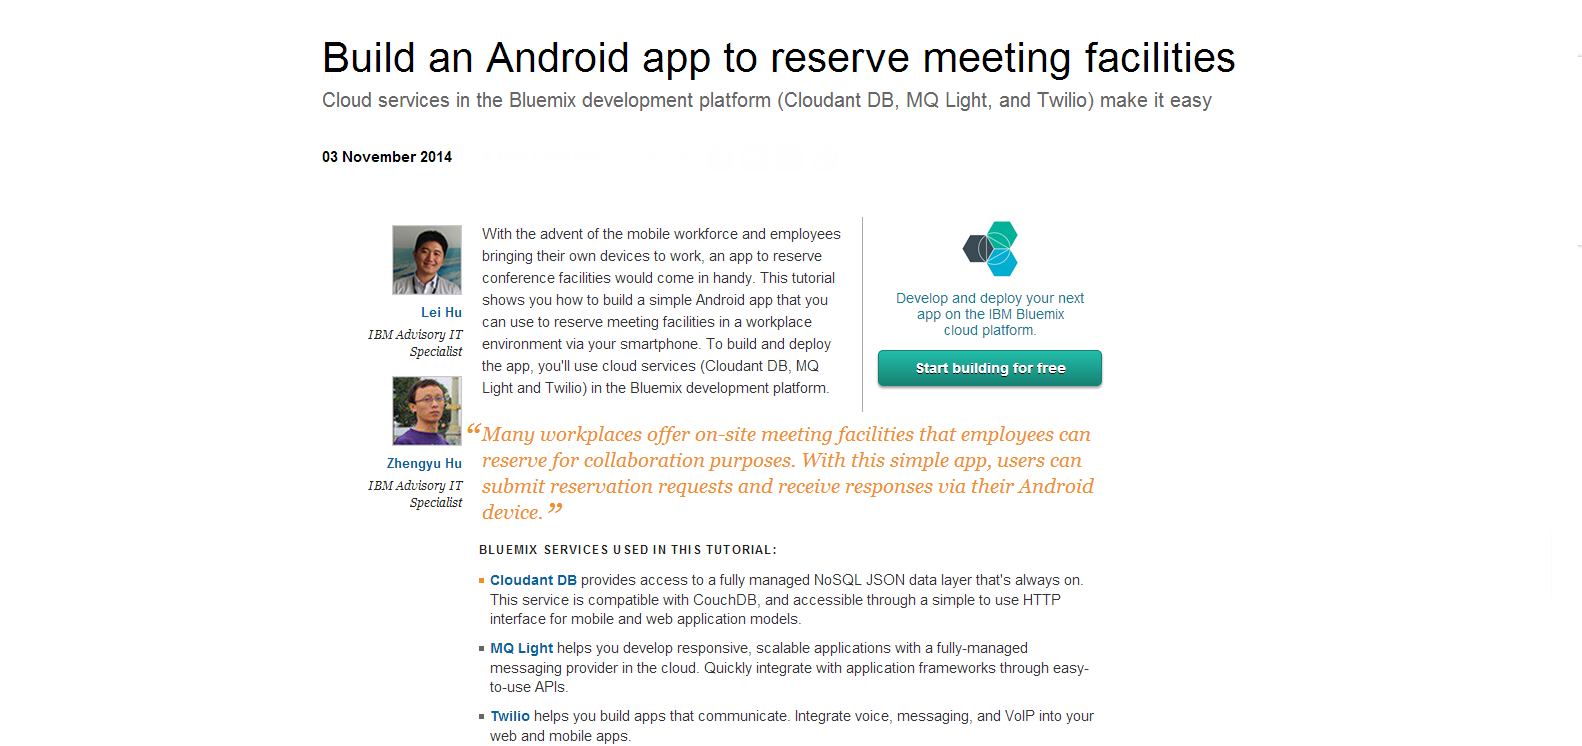 Build an Android app to reserve meeting facilities
Cloud services in the Bluemix development platform (Cloudant DB, MQ Light, and Twilio) make it easy
03 November 2014
Lei Hu
IBM Advisory IT
Specialist
Zhengyu Hu
IBM Advisory IT
Specialist
With the advent of the mobile workforce and employees
bringing their own devices to work, an app to reserve
conference facilities would come in handy. This tutorial
shows you how to build a simple Android app that you
can use to reserve meeting facilities in a workplace
environment via your smartphone. To build and deploy
the app, you'll use cloud services (Cloudant DB, MQ
Light and Twilio) in the Bluemix development platform.
Develop and deploy your next
app on the IBM Bluemix
cloud platform.
Start building for free
“Many workplaces offer on-site meeting facilities that employees can
reserve for collaboration purposes. With this simple app, users can
submit reservation requests and receive responses via their Android
device.”
BLUEMIX SERVICES USED IN THIS TUTORIAL:
Cloudant DB provides access to a fully managed NoSQL JSON data layer that's always on.
This service is compatible with CouchDB, and accessible through a simple to use HTTP
interface for mobile and web application models.
MQ Light helps you develop responsive, scalable applications with a fully-managed
messaging provider in the cloud. Quickly integrate with application frameworks through easy-
to-use APIs.
Twilio helps you build apps that communicate. Integrate voice, messaging, and VoIP into your
web and mobile apps.